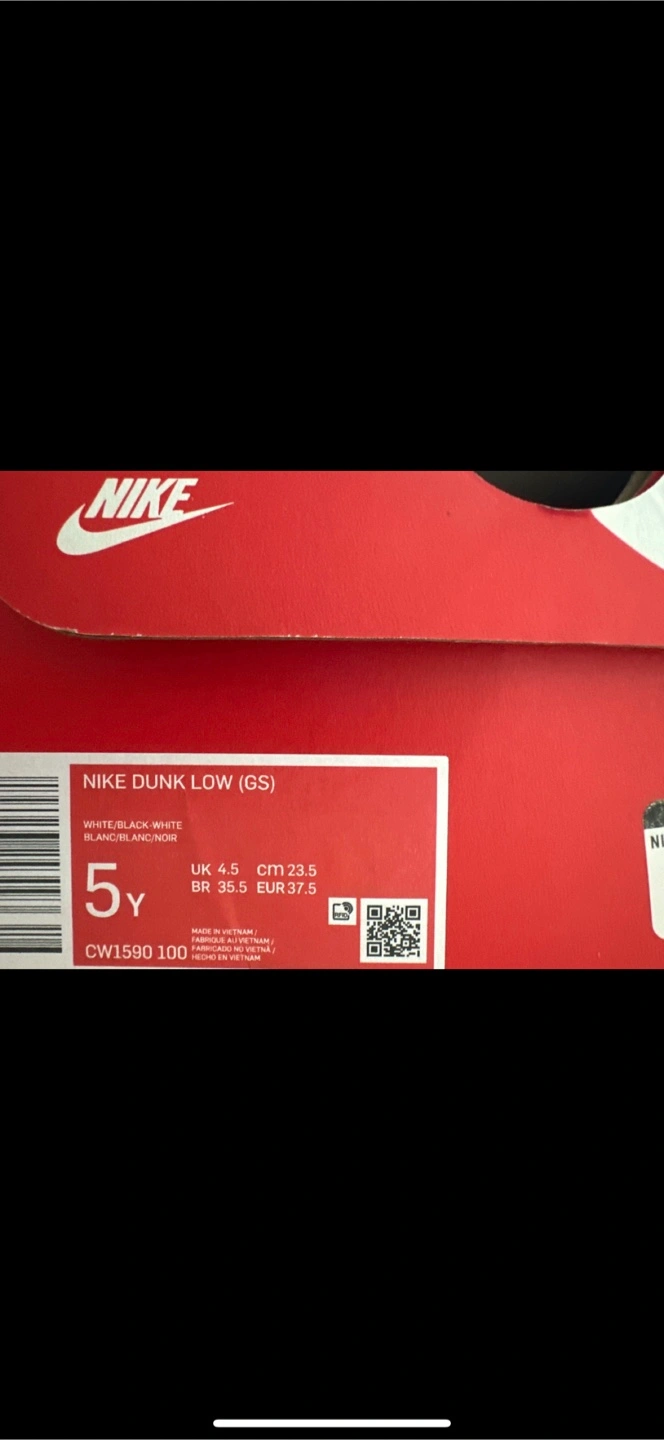 NIKE
NIKE DUNK LOW (GS)
WHITE/BLACK-WHITE
BLANC/BLANC/NOIR
5Y
UK 4.5 cm 23.5
BR 35.5 EUR 37.5
RFID
CW1590 100
MADE IN VIETNAM /
FABRIQUE AU VIETNAM /
FABRICADO NO VIETNÃ /
HECHO EN VIETNAM
NI